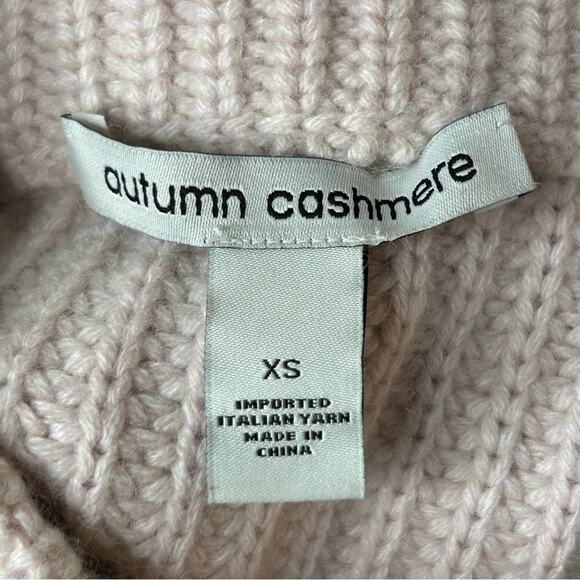 autumn cashmere
XS
IMPORTED
ITALIAN YARN
MADE IN
CHINA